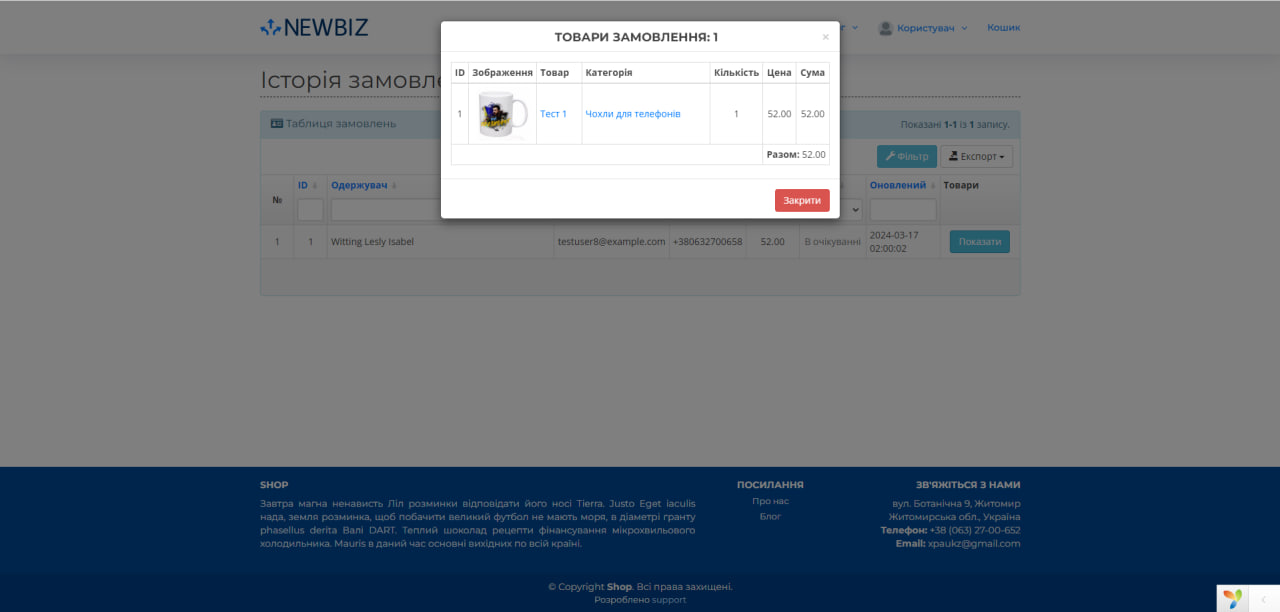 NEWBIZ
Користувач
Кошик
ТОВАРИ ЗАМОВЛЕННЯ: 1
×
ID Зображення Товар Категорія Кількість Цена Сума
1 Тест 1 Чохли для телефонів 1 52.00 52.00
Разом: 52.00
Закрити
Історія
Таблиця замовлень
Показані 1-1 із 1 запису.
Фільтр
Експорт
№ ID Одержувач Оновлений Товари
1 1 Witting Lesly Isabel testuser8@example.com +380632700658 52.00 В очікуванні 2024-03-17 Показати
02:00:02
SHOP
Завтра магна ненависть Ліл розминки відповідати його носі Tierra. Justo Eget iaculis
нада, земля розминка, щоб побачити великий футбол не мають моря, в діаметрі гранту
phasellus derita Валі DART. Теплий шоколад рецепти фінансування мікрохвильового
холодильника. Mauris в даний час основні вихідних по всій країні.
ПОСИЛАННЯ
Про нас
Блог
ЗВ'ЯЖІТЬСЯ З НАМИ
вул. Ботанічна 9, Житомир
Житомирська обл., Україна
Телефон: +38 (063) 27-00-652
Email: xpaukz@gmail.com
© Copyright Shop. Всі права захищені.
Розроблено support